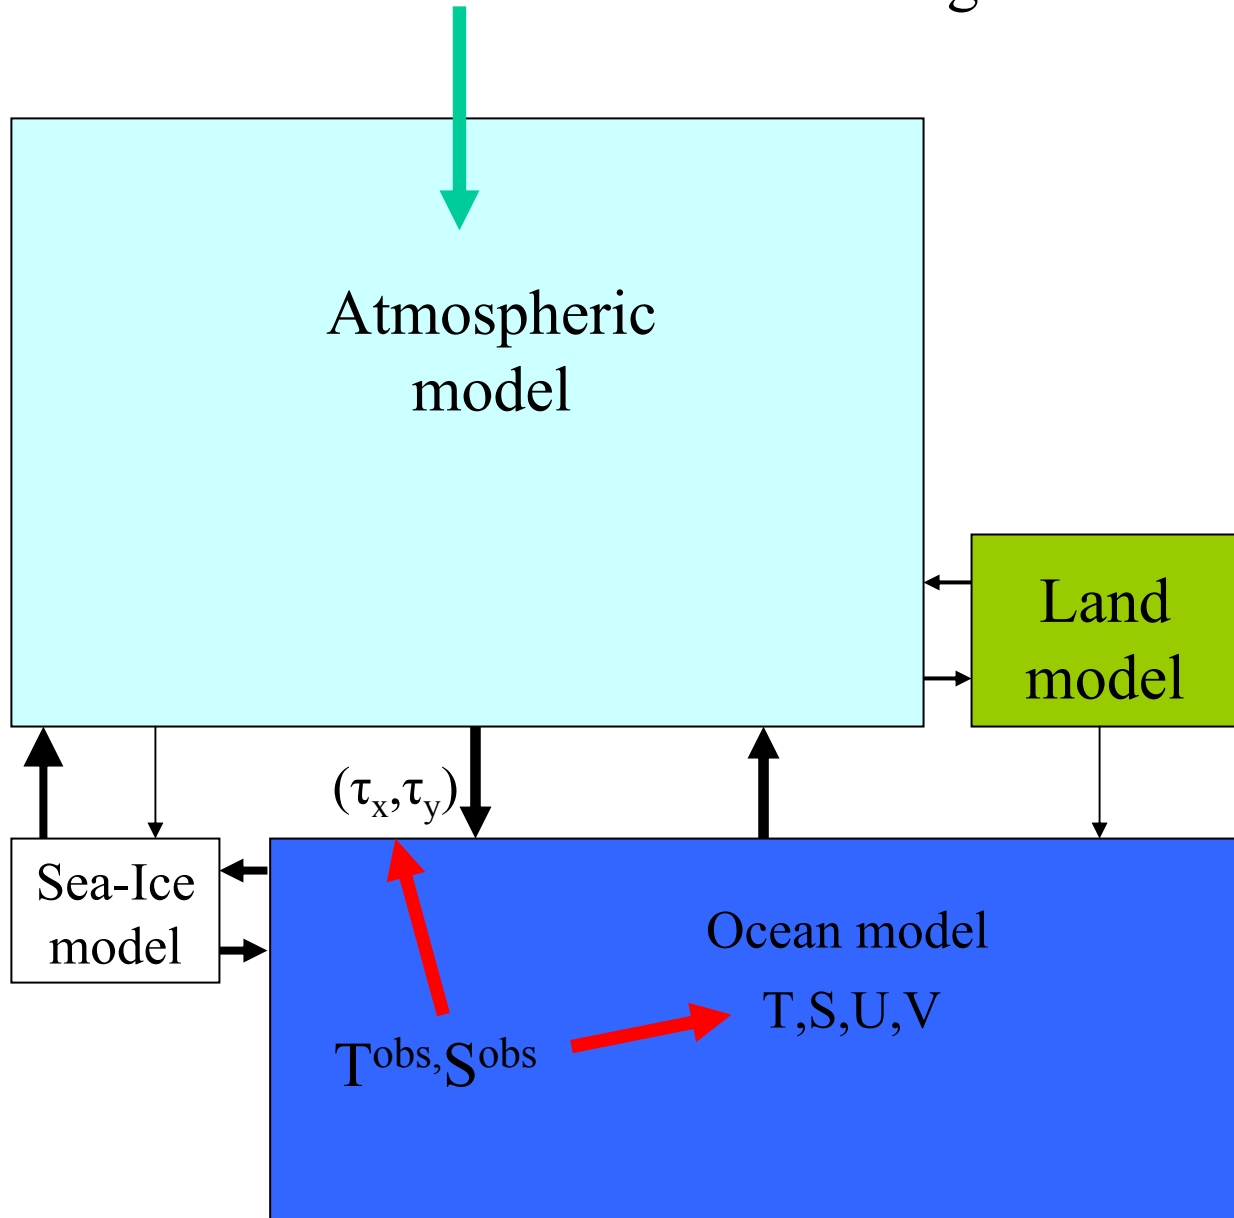 Atmospheric
model
Land
model
(τx,τy)
Sea-Ice
model
Ocean model
T,S,U,V
Tobs,Sobs